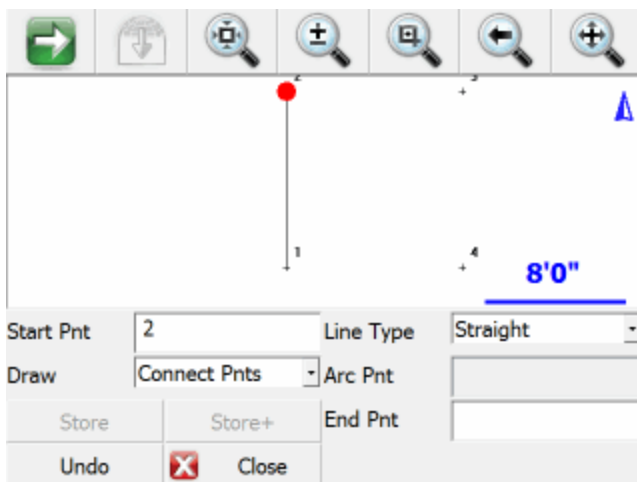 2
3
1
4
8'0"
Start Pnt
2
Line Type
Straight
Draw
Connect Pnts
Arc Pnt
Store
Store+
End Pnt
Undo
Close